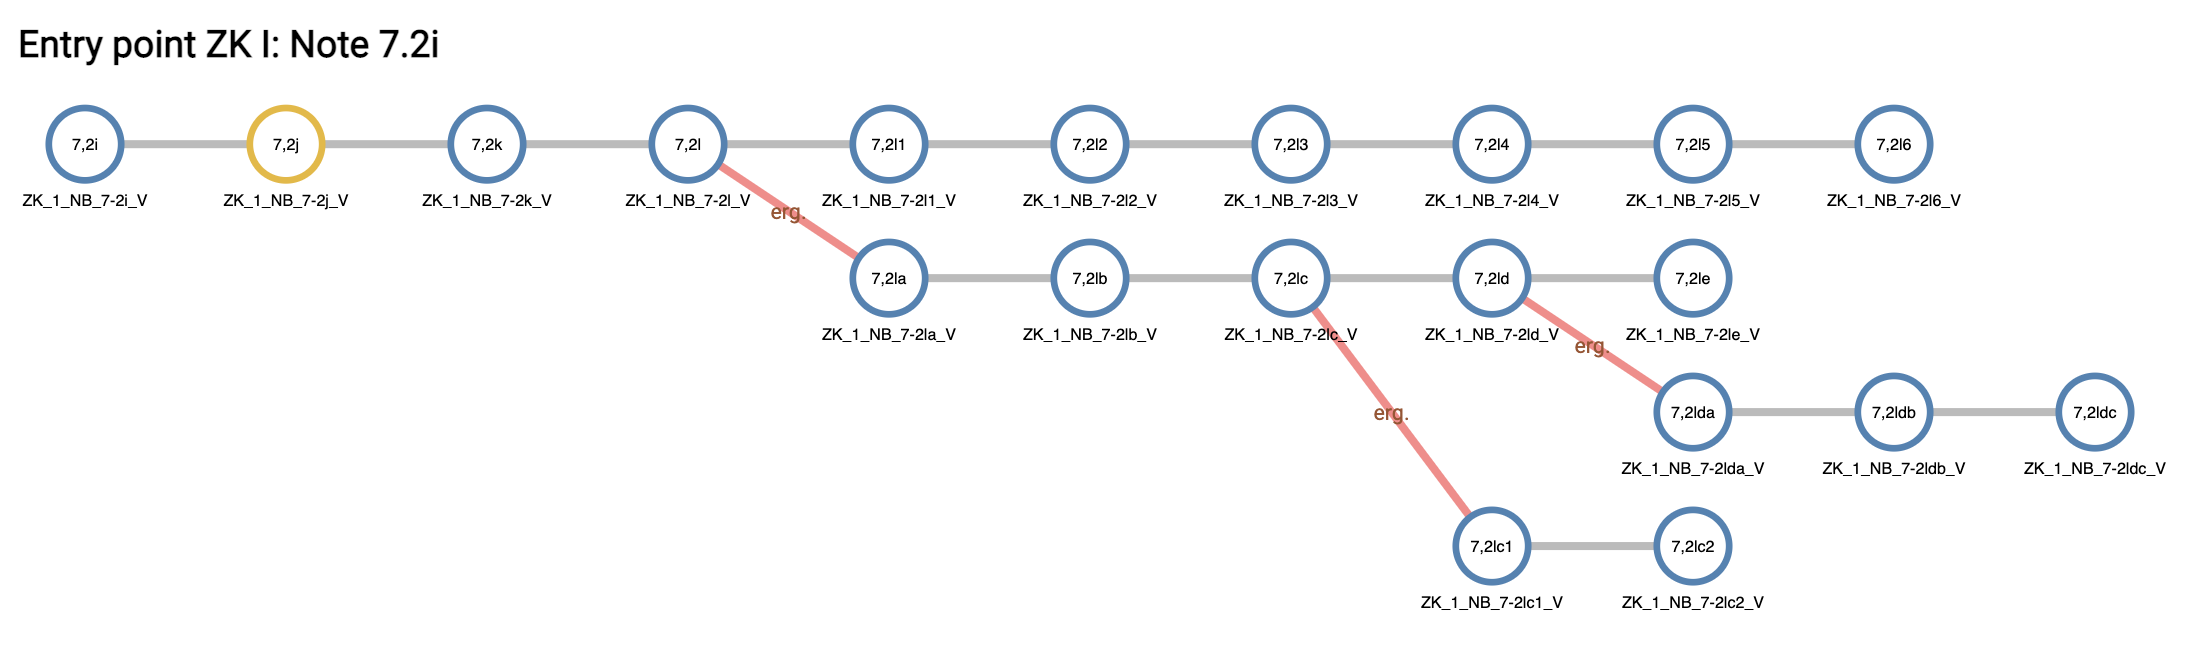 Entry point ZK I: Note 7.2i
7,2i 7,2j 7,2k 7,2l 7,2l1 7,2l2 7,2l3 7,2l4 7,2l5 7,2l6
ZK_1_NB_7-2i_V ZK_1_NB_7-2j_V ZK_1_NB_7-2k_V ZK_1_NB_7-2l_V ZK_1_NB_7-2l1_V ZK_1_NB_7-2l2_V ZK_1_NB_7-2l3_V ZK_1_NB_7-2l4_V ZK_1_NB_7-2l5_V ZK_1_NB_7-2l6_V
erg.
7,2la 7,2lb 7,2lc 7,2ld 7,2le
ZK_1_NB_7-2la_V ZK_1_NB_7-2lb_V ZK_1_NB_7-2lc_V ZK_1_NB_7-2ld_V ZK_1_NB_7-2le_V
erg.
7,2lda 7,2ldb 7,2ldc
erg.
ZK_1_NB_7-2lda_V ZK_1_NB_7-2ldb_V ZK_1_NB_7-2ldc_V
7,2lc1 7,2lc2
ZK_1_NB_7-2lc1_V ZK_1_NB_7-2lc2_V